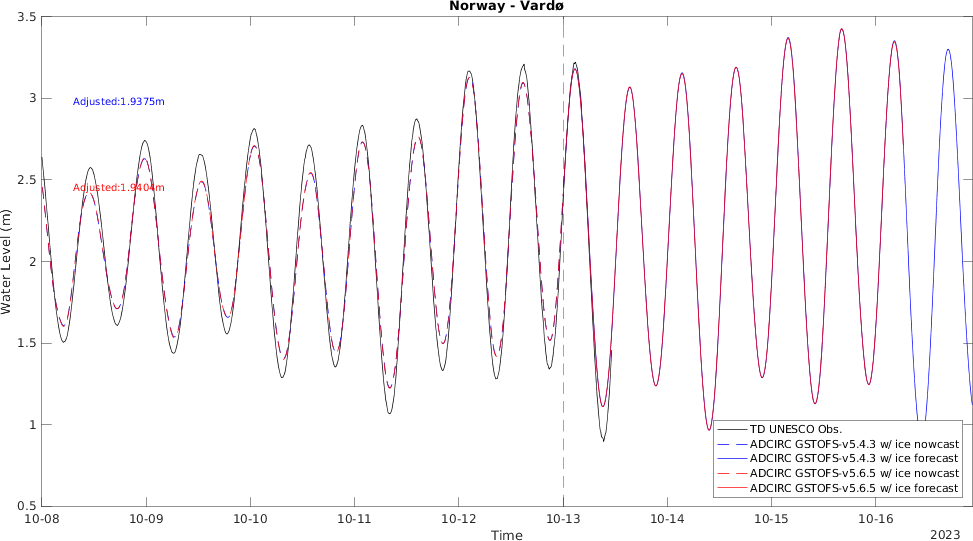 Norway - Vardø
3.5
3
2.5
2
1.5
1
0.5
Water Level (m)
Adjusted:1.9375m
Adjusted:1.9404m
TD UNESCO Obs.
ADCIRC GSTOFS-v5.4.3 w/ ice nowcast
ADCIRC GSTOFS-v5.4.3 w/ ice forecast
ADCIRC GSTOFS-v5.6.5 w/ ice nowcast
ADCIRC GSTOFS-v5.6.5 w/ ice forecast
10-08 10-09 10-10 10-11 10-12 10-13 10-14 10-15 10-16
Time
2023